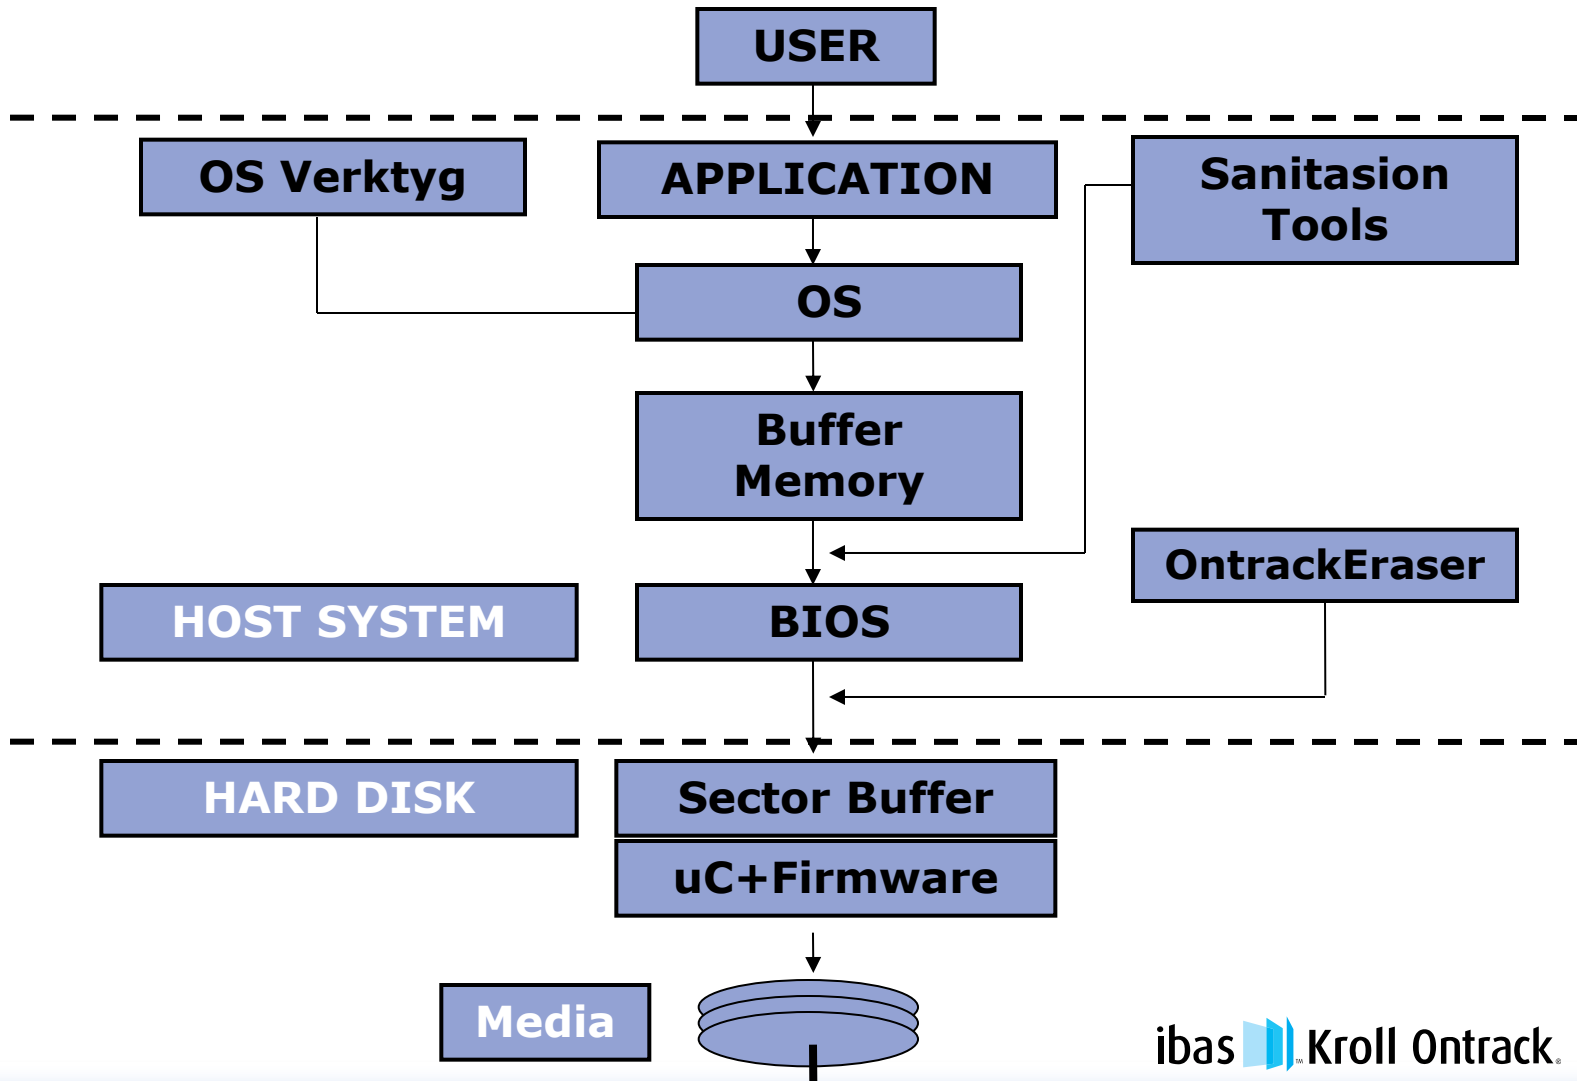 USER
OS Verktyg
APPLICATION
Sanitasion
Tools
OS
Buffer
Memory
OntrackEraser
HOST SYSTEM
BIOS
HARD DISK
Sector Buffer
uC+Firmware
Media
ibas
™ Kroll Ontrack®